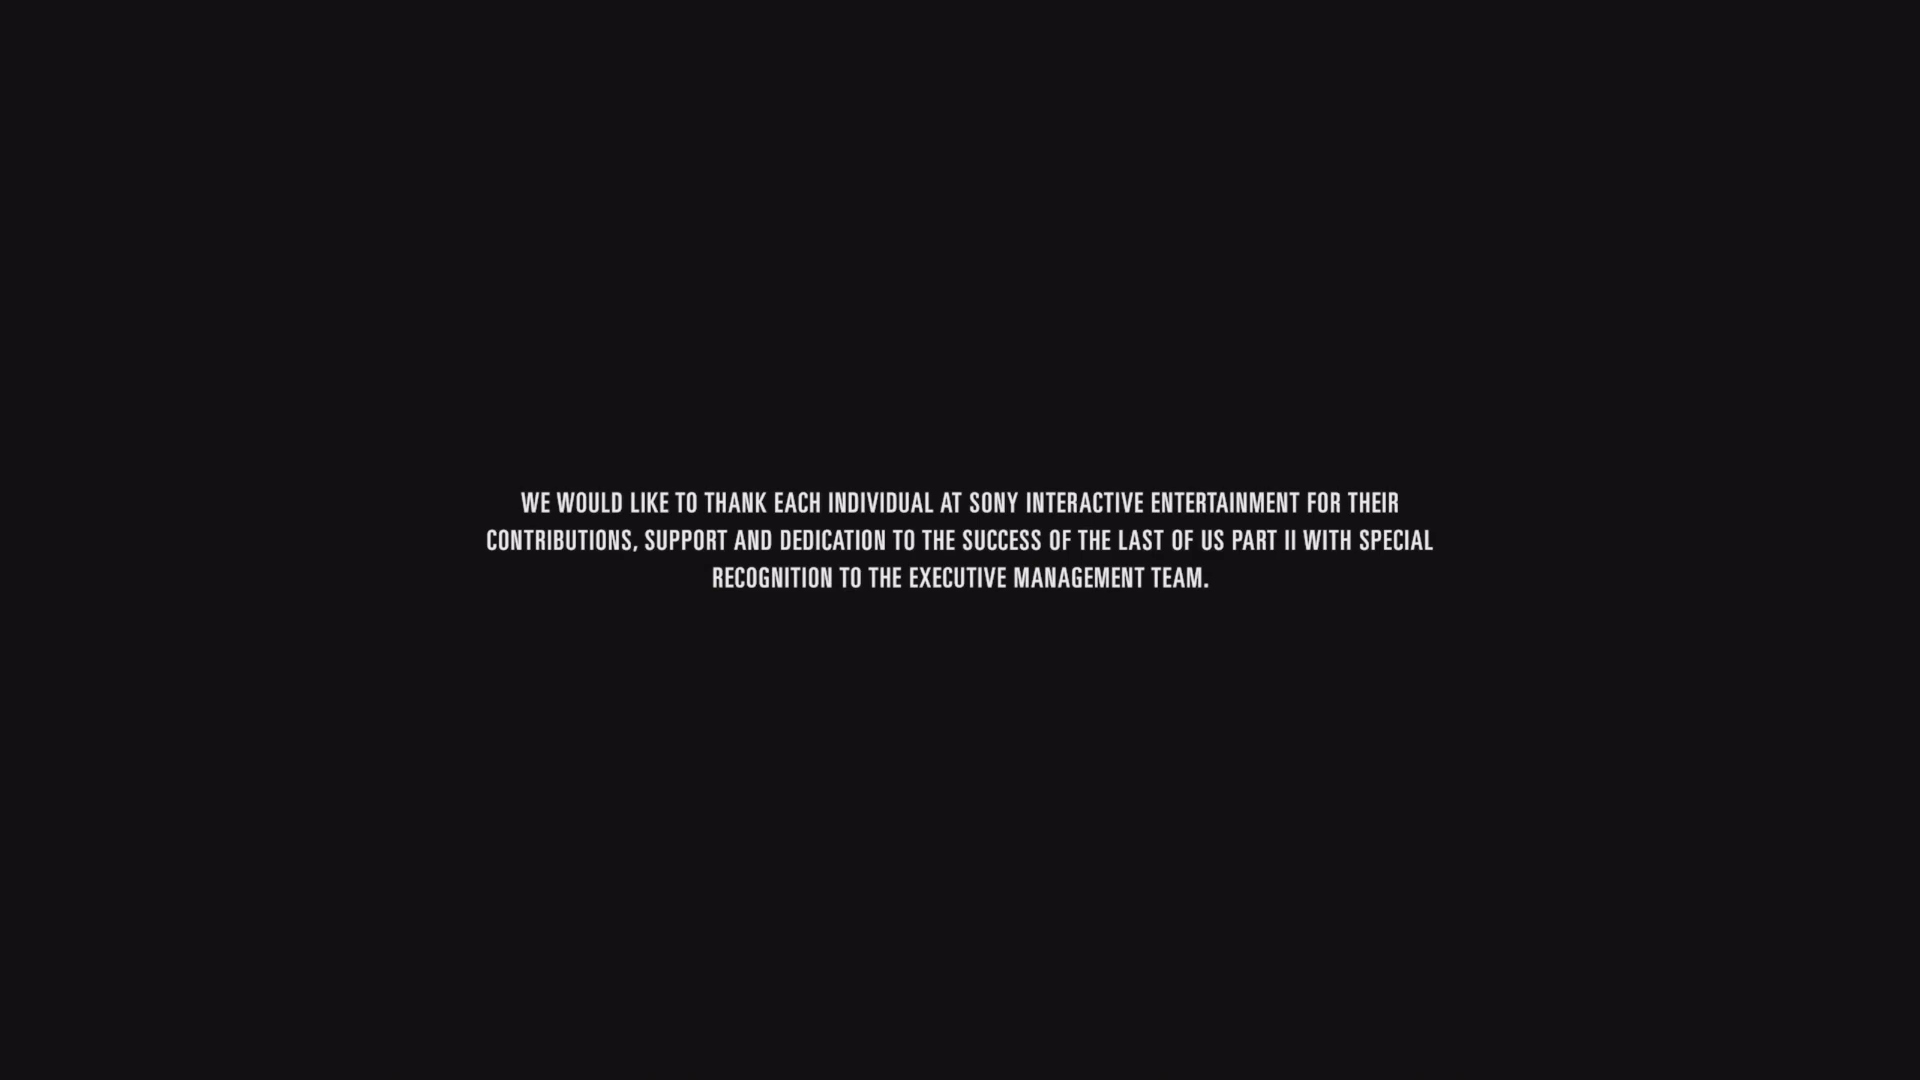 WE WOULD LIKE TO THANK EACH INDIVIDUAL AT SONY INTERACTIVE ENTERTAINMENT FOR THEIR
CONTRIBUTIONS, SUPPORT AND DEDICATION TO THE SUCCESS OF THE LAST OF US PART II WITH SPECIAL
RECOGNITION TO THE EXECUTIVE MANAGEMENT TEAM.